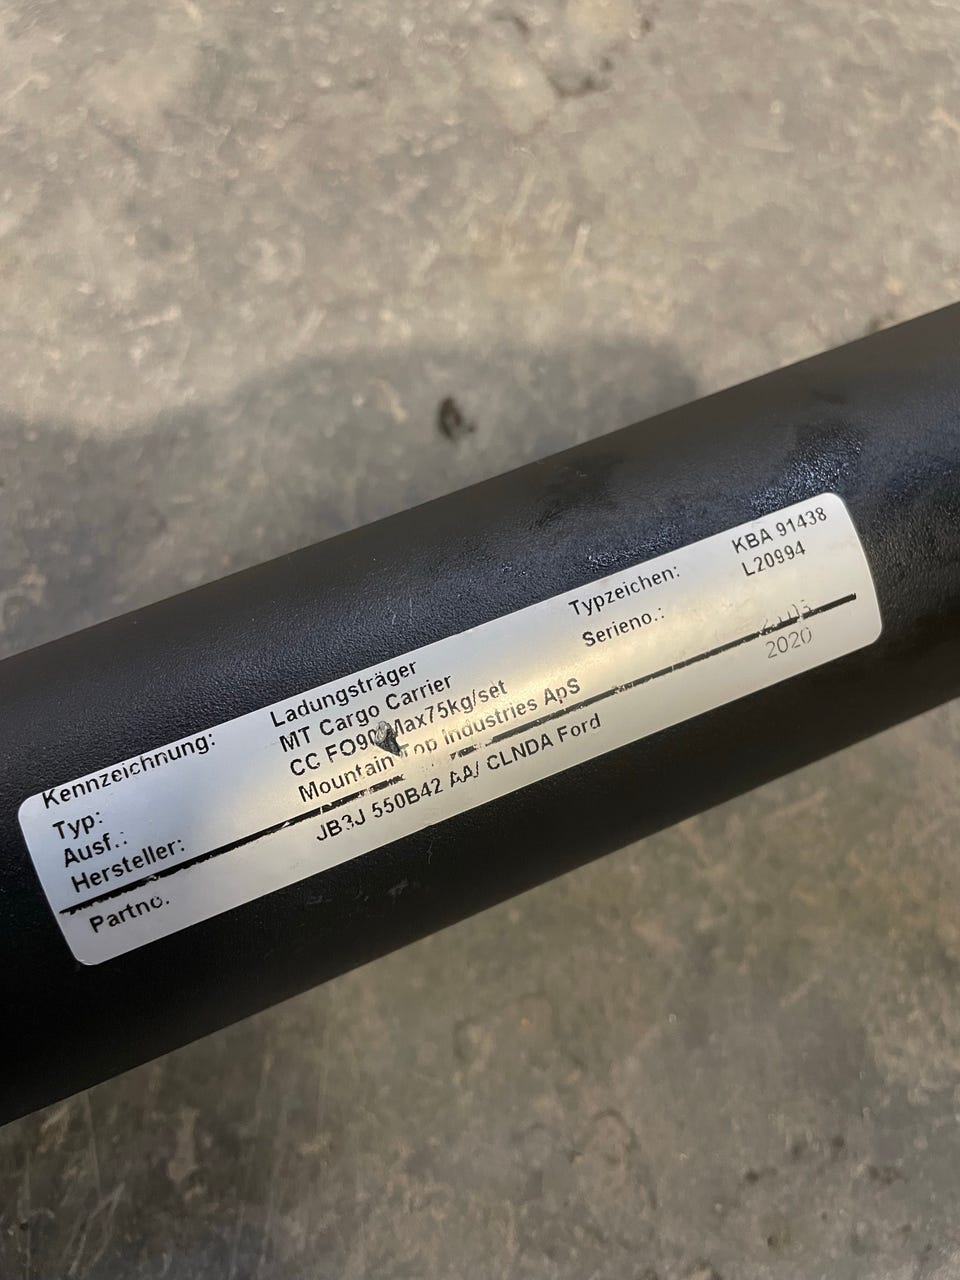 Kennzeichnung: Ladungsträger Typzeichen: KBA 91438
Typ: MT Cargo Carrier Serieno.: L20994
Ausf.: CC Max75kg/set
Hersteller: Mountain Top Industries ApS 2020
Partno. JB3J 550B42 AA/ CLNDA Ford